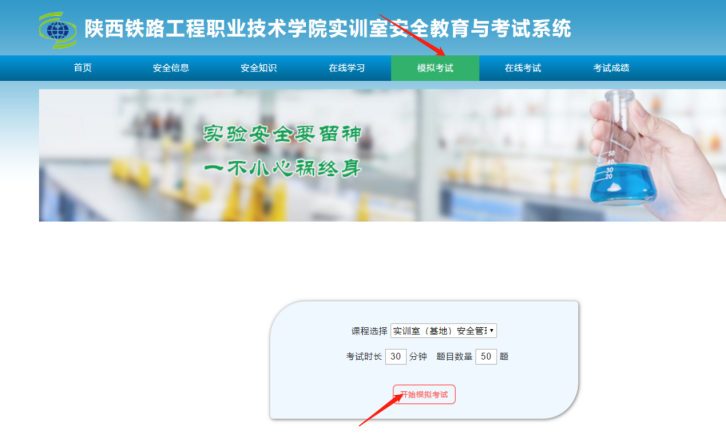 陕西铁路工程职业技术学院实训室安全教育与考试系统
首页 安全信息 安全知识 在线学习 模拟考试 在线考试 考试成绩
实验安全要留神
一不小心祸终身
课程选择 实训室（基地）安全管理
考试时长 30 分钟 题目数量 50 题
开始模拟考试